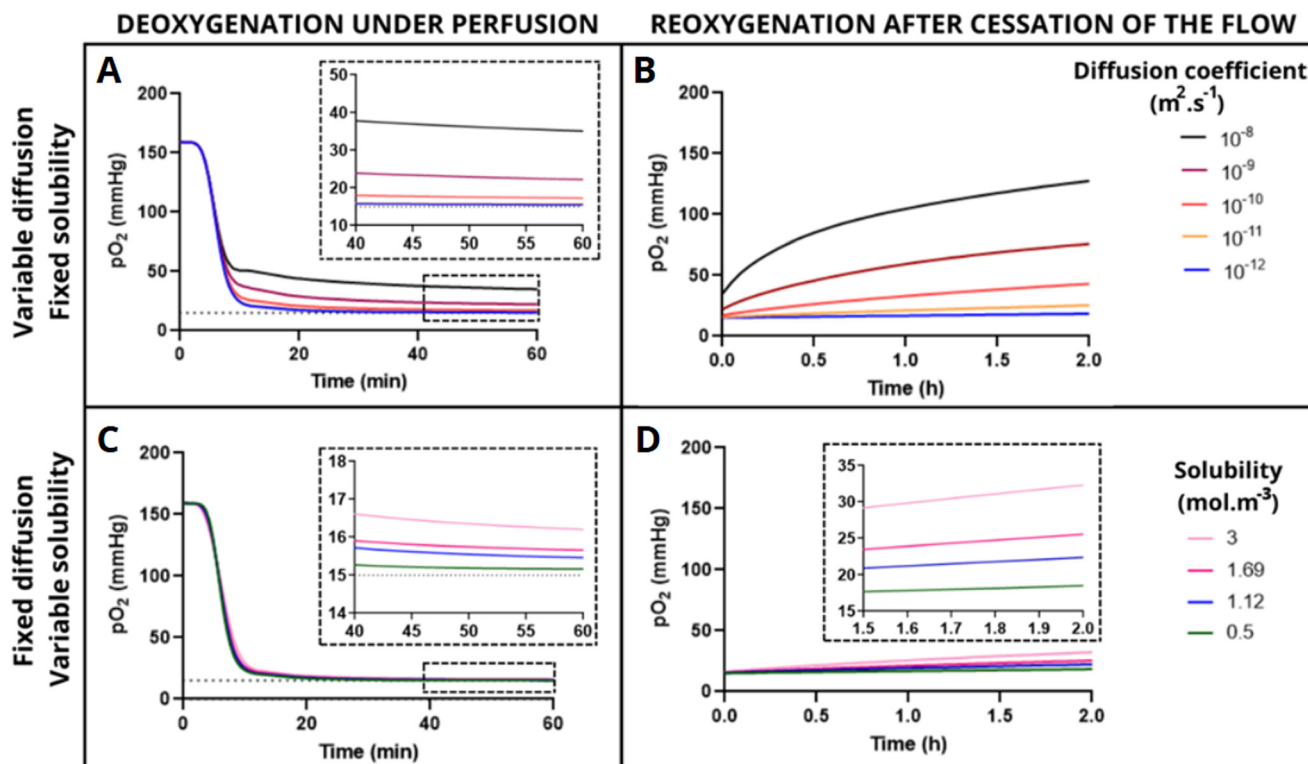 DEOXYGENATION UNDER PERFUSION
REOXYGENATION AFTER CESSATION OF THE FLOW
Variable diffusion
Fixed solubility
A
200
150
100
50
0
pO2 (mmHg)
0 20 40 60
Time (min)
50
40
30
20
10
40 45 50 55 60
B
200
150
100
50
0
pO2 (mmHg)
0.0 0.5 1.0 1.5 2.0
Time (h)
Diffusion coefficient
(m².s⁻¹)
10⁻⁸
10⁻⁹
10⁻¹⁰
10⁻¹¹
10⁻¹²
Fixed diffusion
Variable solubility
C
200
150
100
50
0
pO2 (mmHg)
0 20 40 60
Time (min)
18
17
16
15
14
40 45 50 55 60
D
200
150
100
50
0
pO2 (mmHg)
0.0 0.5 1.0 1.5 2.0
Time (h)
35
30
25
20
15
1.5 1.6 1.7 1.8 1.9 2.0
Solubility
(mol.m⁻³)
3
1.69
1.12
0.5